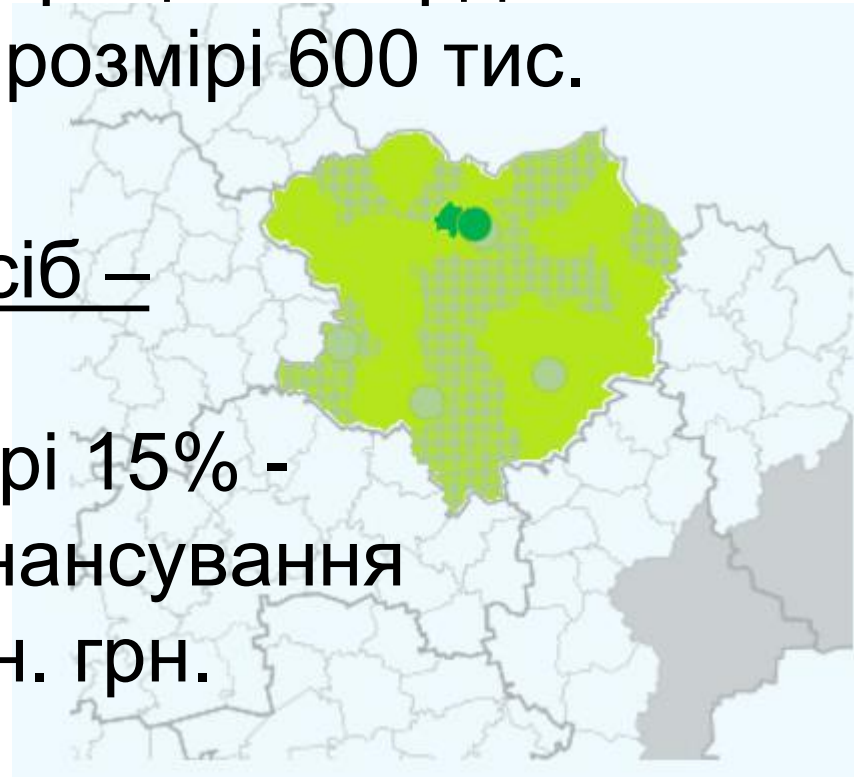 розмірі 600 тис.
сіб –
рі 15% -
нансування
н. грн.